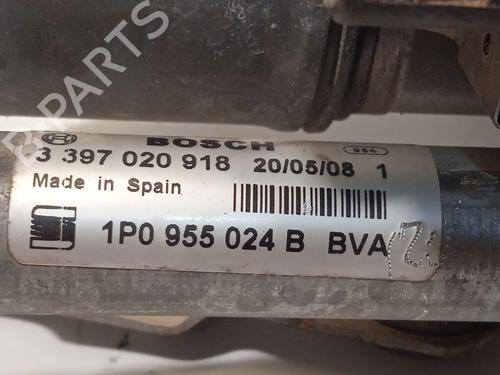 BOSCH
3 397 020 918 20/05/08 1
Made in Spain
1P0 955 024 B BVA
B-PARTS